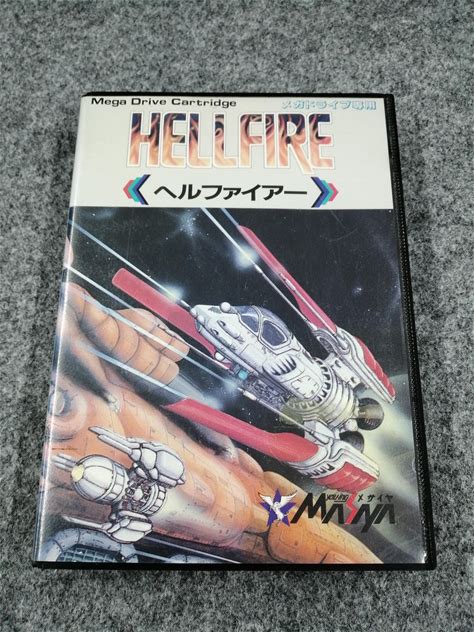 Mega Drive Cartridge
メガドライブ専用
HELLFIRE
ヘルファイアー
メサイヤ
MASAYA